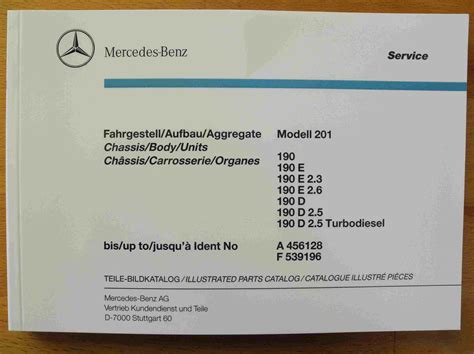 Mercedes-Benz
Service
Fahrgestell/Aufbau/Aggregate Modell 201
Chassis/Body/Units 190
Châssis/Carrosserie/Organes 190 E
190 E 2.3
190 E 2.6
190 D
190 D 2.5
190 D 2.5 Turbodiesel
bis/up to/jusqu'à Ident No A 456128
F 539196
TEILE-BILDKATALOG / ILLUSTRATED PARTS CATALOG / CATALOGUE ILLUSTRÉ PIÈCES
Mercedes-Benz AG
Vertrieb Kundendienst und Teile
D-7000 Stuttgart 60